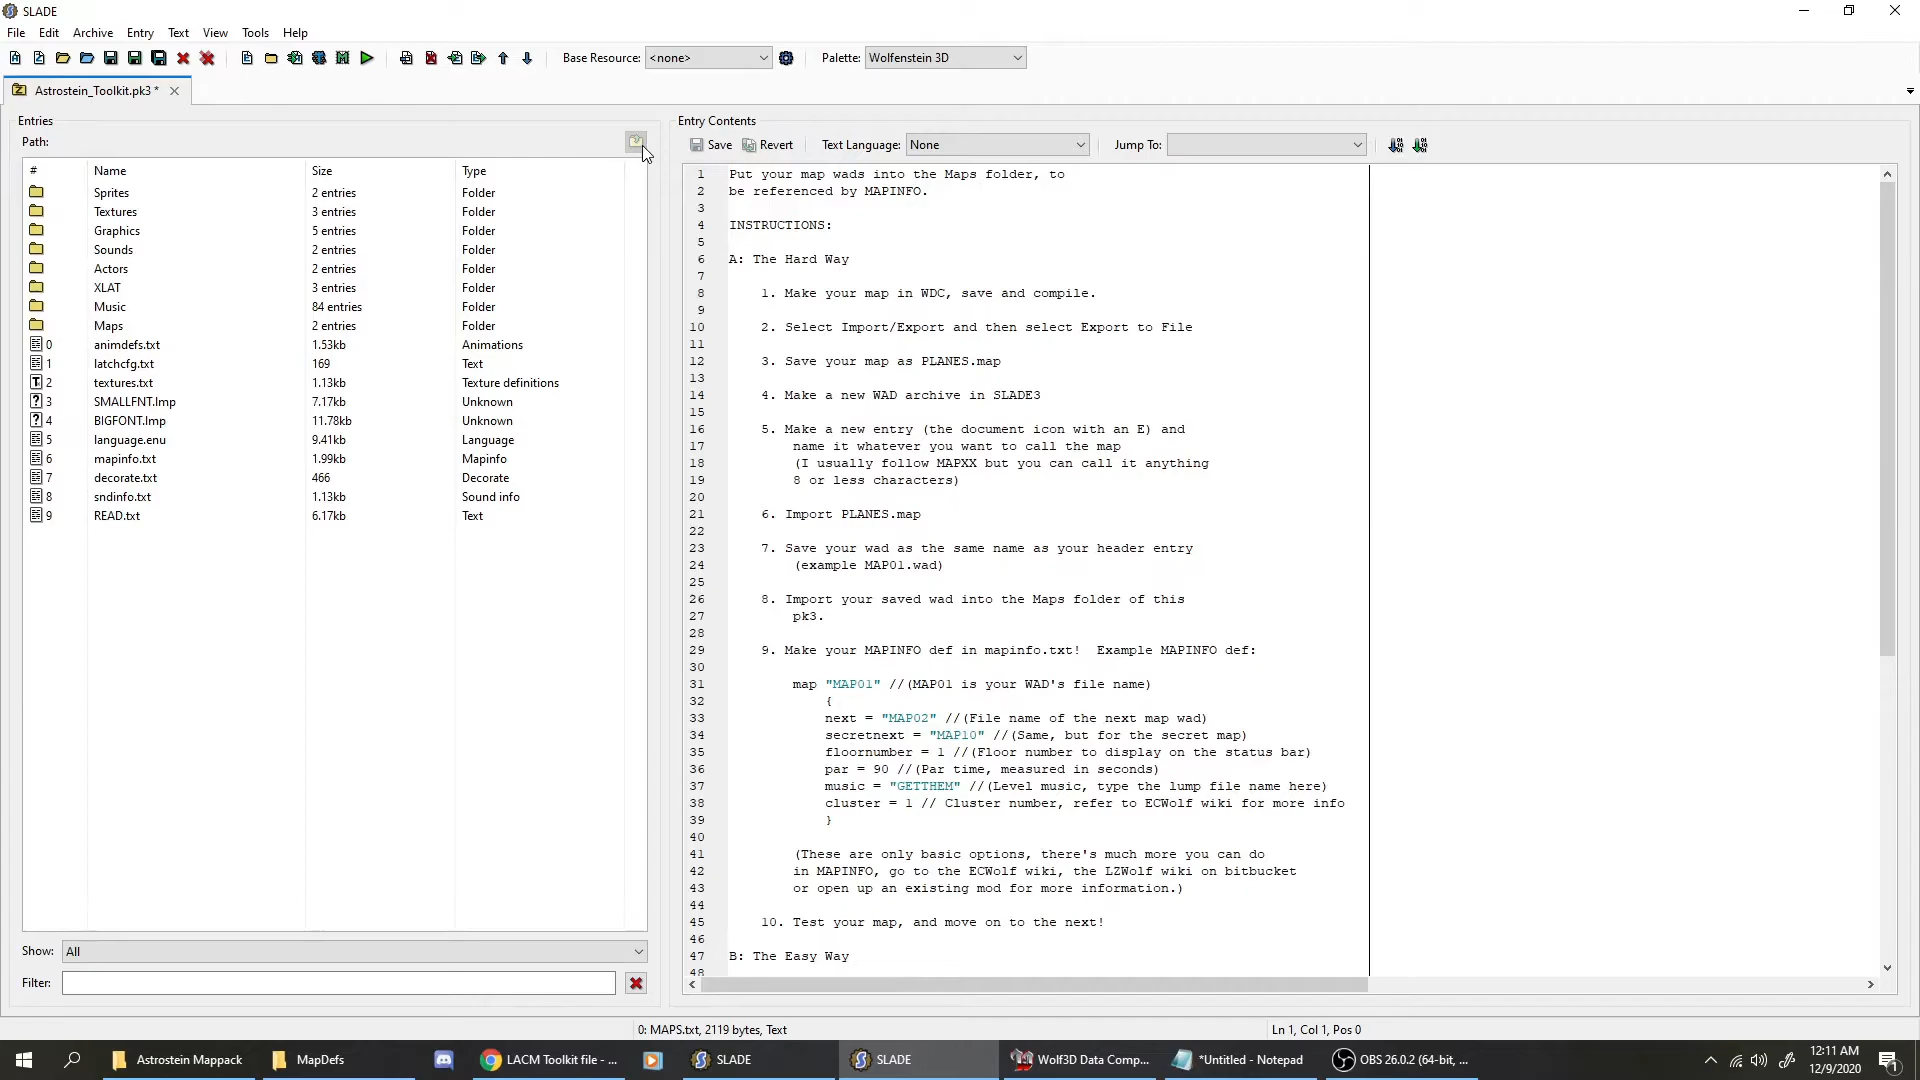 SLADE
File Edit Archive Entry Text View Tools Help
Base Resource: <none> Palette: Wolfenstein 3D
Astrostein_Toolkit.pk3 *
Entries
Path:
# Name Size Type
Sprites 2 entries Folder
Textures 3 entries Folder
Graphics 5 entries Folder
Sounds 2 entries Folder
Actors 2 entries Folder
XLAT 3 entries Folder
Music 84 entries Folder
Maps 2 entries Folder
0 animdefs.txt 1.53kb Animations
1 latchcfg.txt 169 Text
2 textures.txt 1.13kb Texture definitions
3 SMALLFNT.lmp 7.17kb Unknown
4 BIGFONT.lmp 11.78kb Unknown
5 language.enu 9.41kb Language
6 mapinfo.txt 1.99kb Mapinfo
7 decorate.txt 466 Decorate
8 sndinfo.txt 1.13kb Sound info
9 READ.txt 6.17kb Text
Show: All
Filter:
Entry Contents
Save Revert Text Language: None Jump To:
1 Put your map wads into the Maps folder, to
2 be referenced by MAPINFO.
3
4 INSTRUCTIONS:
5
6 A: The Hard Way
7
8 1. Make your map in WDC, save and compile.
9
10 2. Select Import/Export and then select Export to File
11
12 3. Save your map as PLANES.map
13
14 4. Make a new WAD archive in SLADE3
15
16 5. Make a new entry (the document icon with an E) and
17 name it whatever you want to call the map
18 (I usually follow MAPXX but you can call it anything
19 8 or less characters)
20
21 6. Import PLANES.map
22
23 7. Save your wad as the same name as your header entry
24 (example MAP01.wad)
25
26 8. Import your saved wad into the Maps folder of this
27 pk3.
28
29 9. Make your MAPINFO def in mapinfo.txt! Example MAPINFO def:
30
31 map "MAP01" //(MAP01 is your WAD's file name)
32 {
33 next = "MAP02" //(File name of the next map wad)
34 secretnext = "MAP10" //(Same, but for the secret map)
35 floornumber = 1 //(Floor number to display on the status bar)
36 par = 90 //(Par time, measured in seconds)
37 music = "GETTHEM" //(Level music, type the lump file name here)
38 cluster = 1 // Cluster number, refer to ECWolf wiki for more info
39 }
40
41 (These are only basic options, there's much more you can do
42 in MAPINFO, go to the ECWolf wiki, the LZWolf wiki on bitbucket
43 or open up an existing mod for more information.)
44
45 10. Test your map, and move on to the next!
46
47 B: The Easy Way
48
0: MAPS.txt, 2119 bytes, Text
Ln 1, Col 1, Pos 0
Astrostein Mappack
MapDefs
LACM Toolkit file - ...
SLADE
SLADE
Wolf3D Data Comp...
*Untitled - Notepad
OBS 26.0.2 (64-bit, ...
12:11 AM
12/9/2020
1